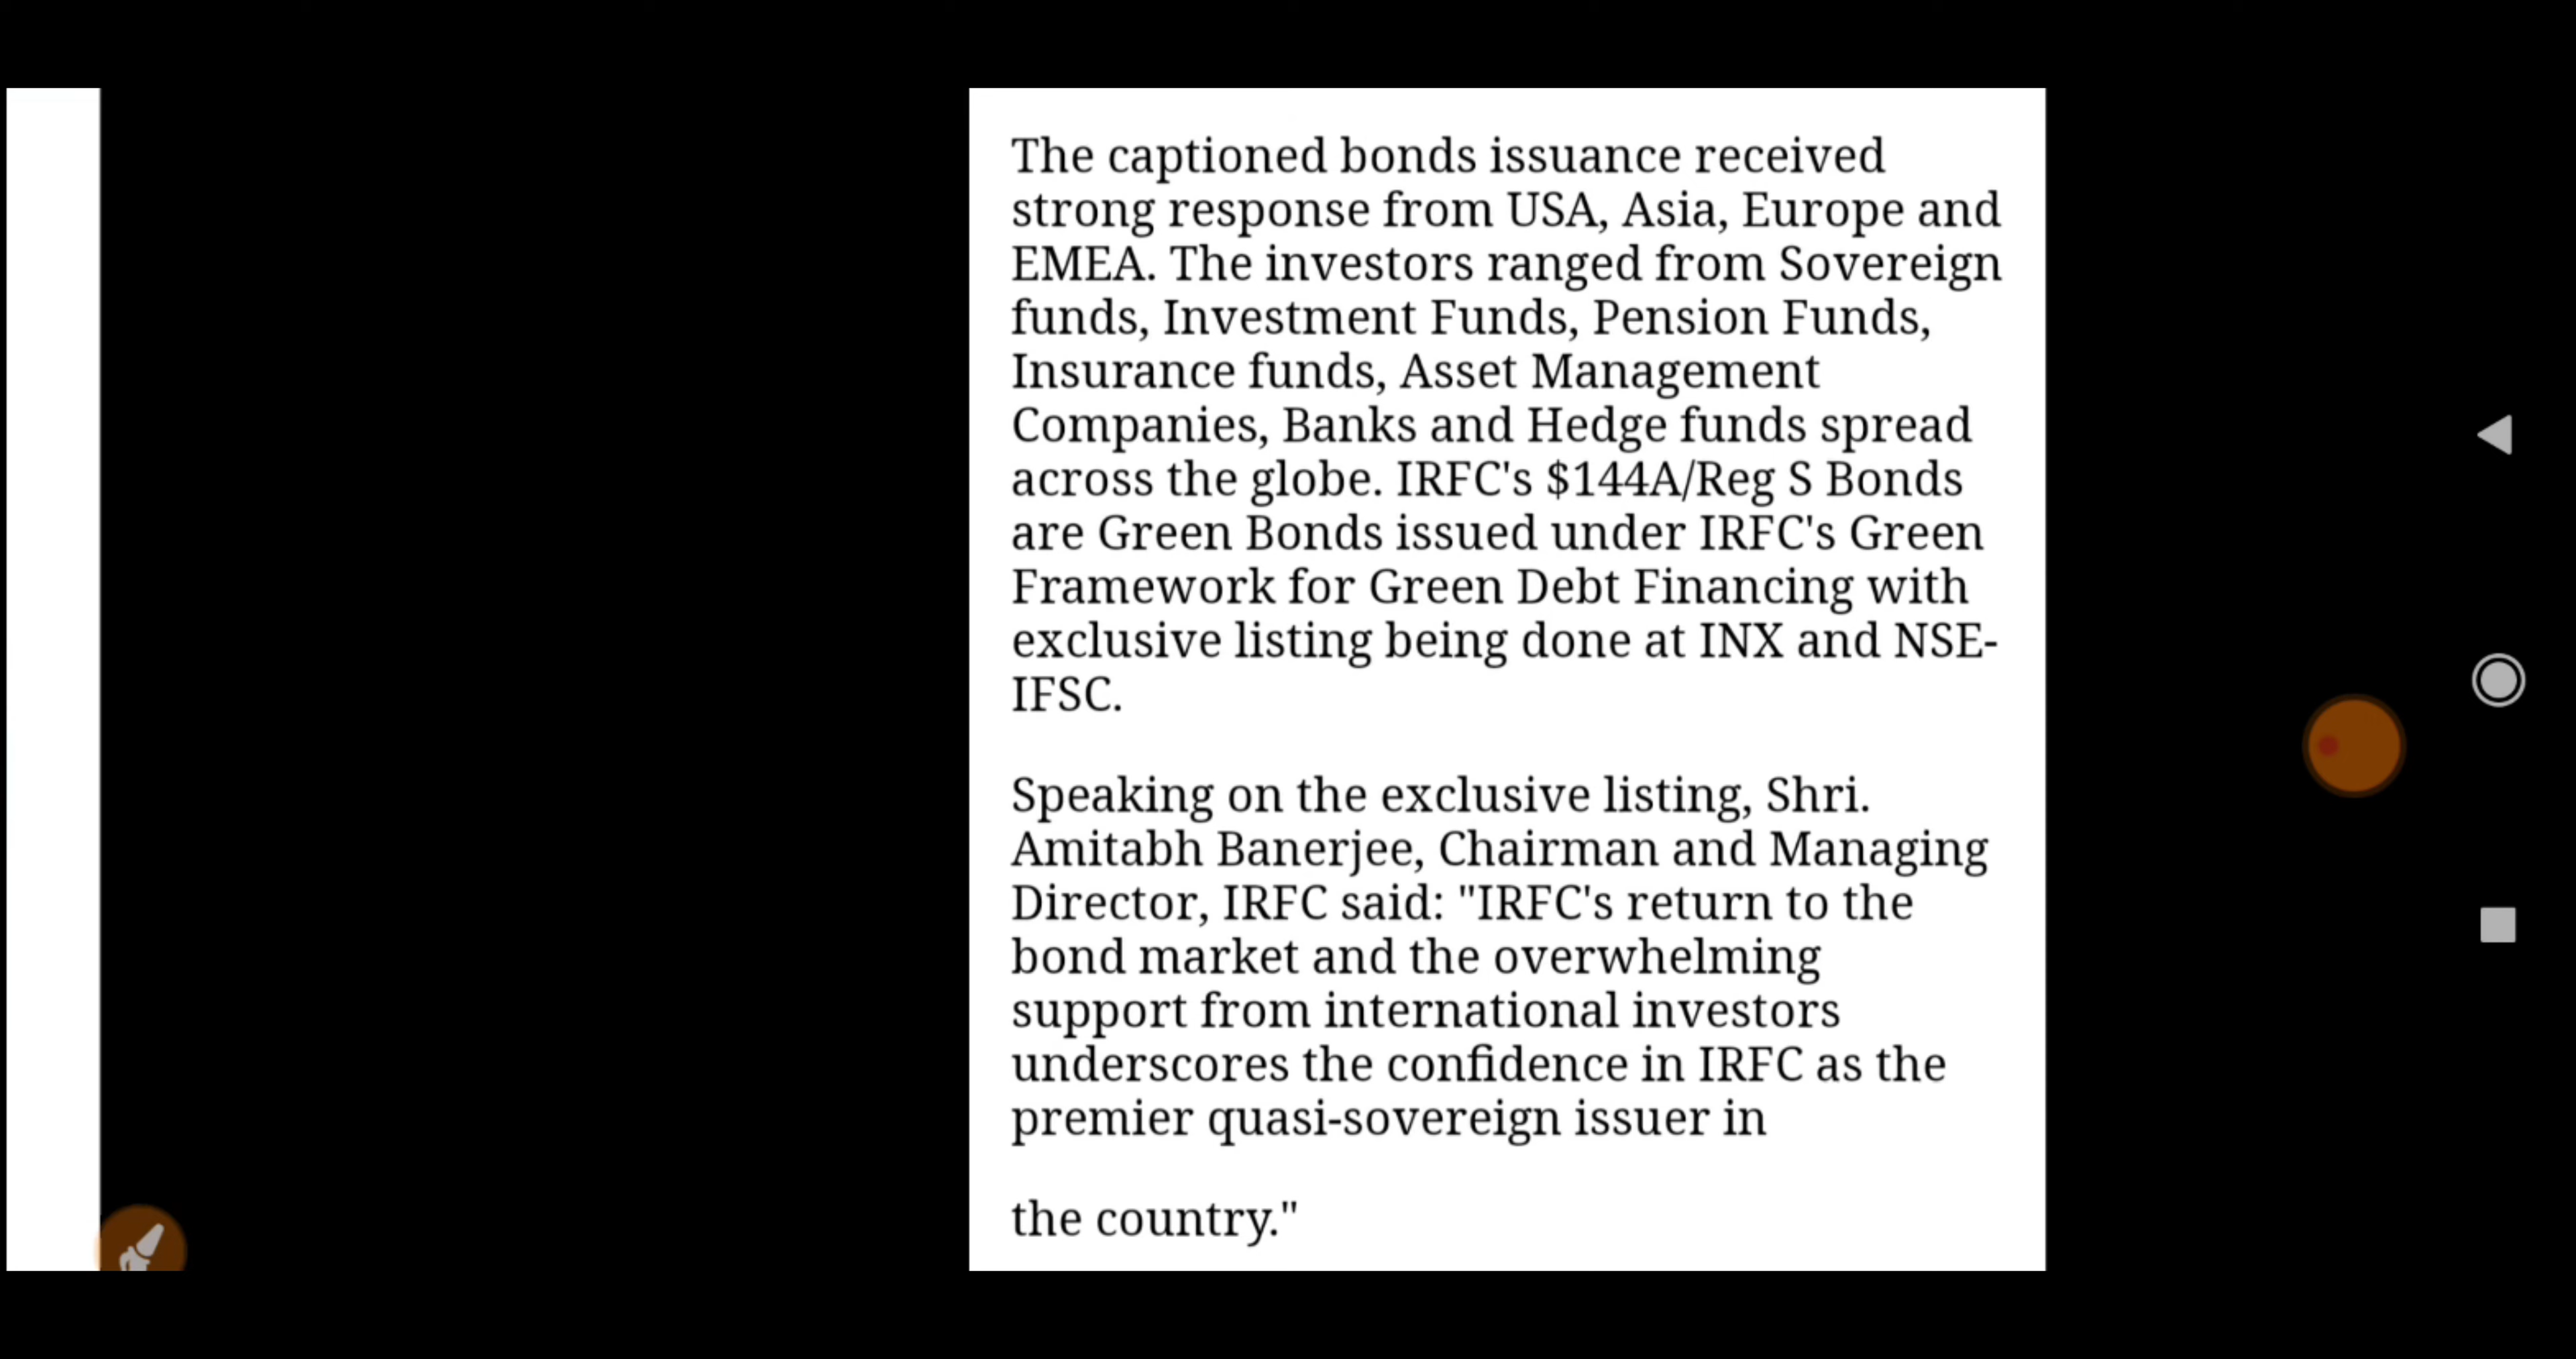 The captioned bonds issuance received
strong response from USA, Asia, Europe and
EMEA. The investors ranged from Sovereign
funds, Investment Funds, Pension Funds,
Insurance funds, Asset Management
Companies, Banks and Hedge funds spread
across the globe. IRFC's $144A/Reg S Bonds
are Green Bonds issued under IRFC's Green
Framework for Green Debt Financing with
exclusive listing being done at INX and NSE-
IFSC.
Speaking on the exclusive listing, Shri.
Amitabh Banerjee, Chairman and Managing
Director, IRFC said: "IRFC's return to the
bond market and the overwhelming
support from international investors
underscores the confidence in IRFC as the
premier quasi-sovereign issuer in
the country."